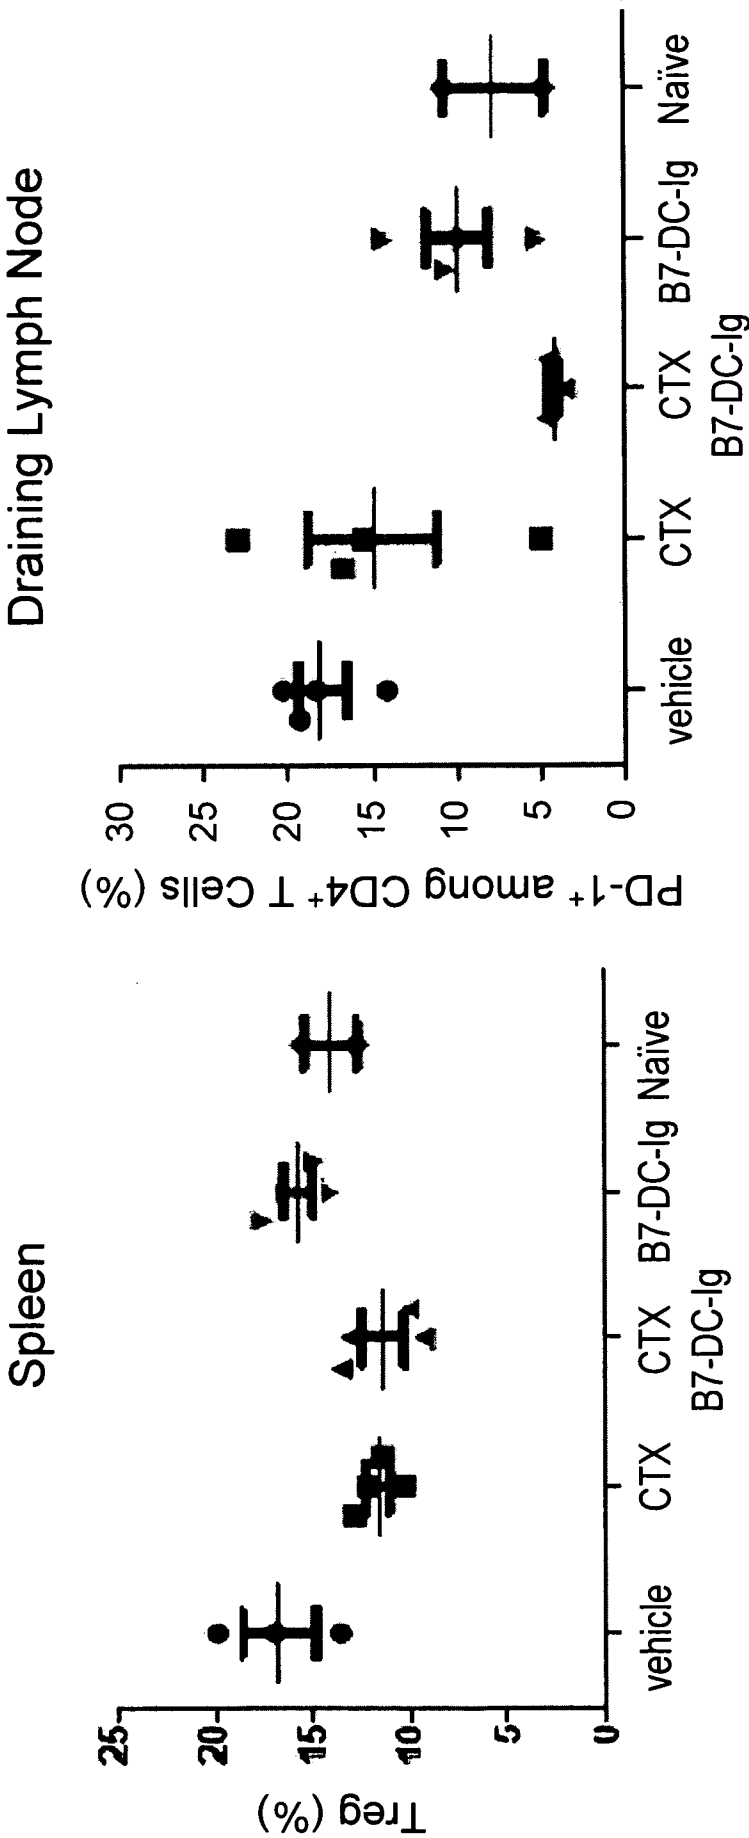 Spleen
Treg (%)
25
20
15
10
5
0
vehicle
CTX
CTX
B7-DC-Ig
B7-DC-Ig
Naïve
Draining Lymph Node
PD-1⁺ among CD4⁺ T Cells (%)
30
25
20
15
10
5
0
vehicle
CTX
CTX
B7-DC-Ig
B7-DC-Ig
Naïve